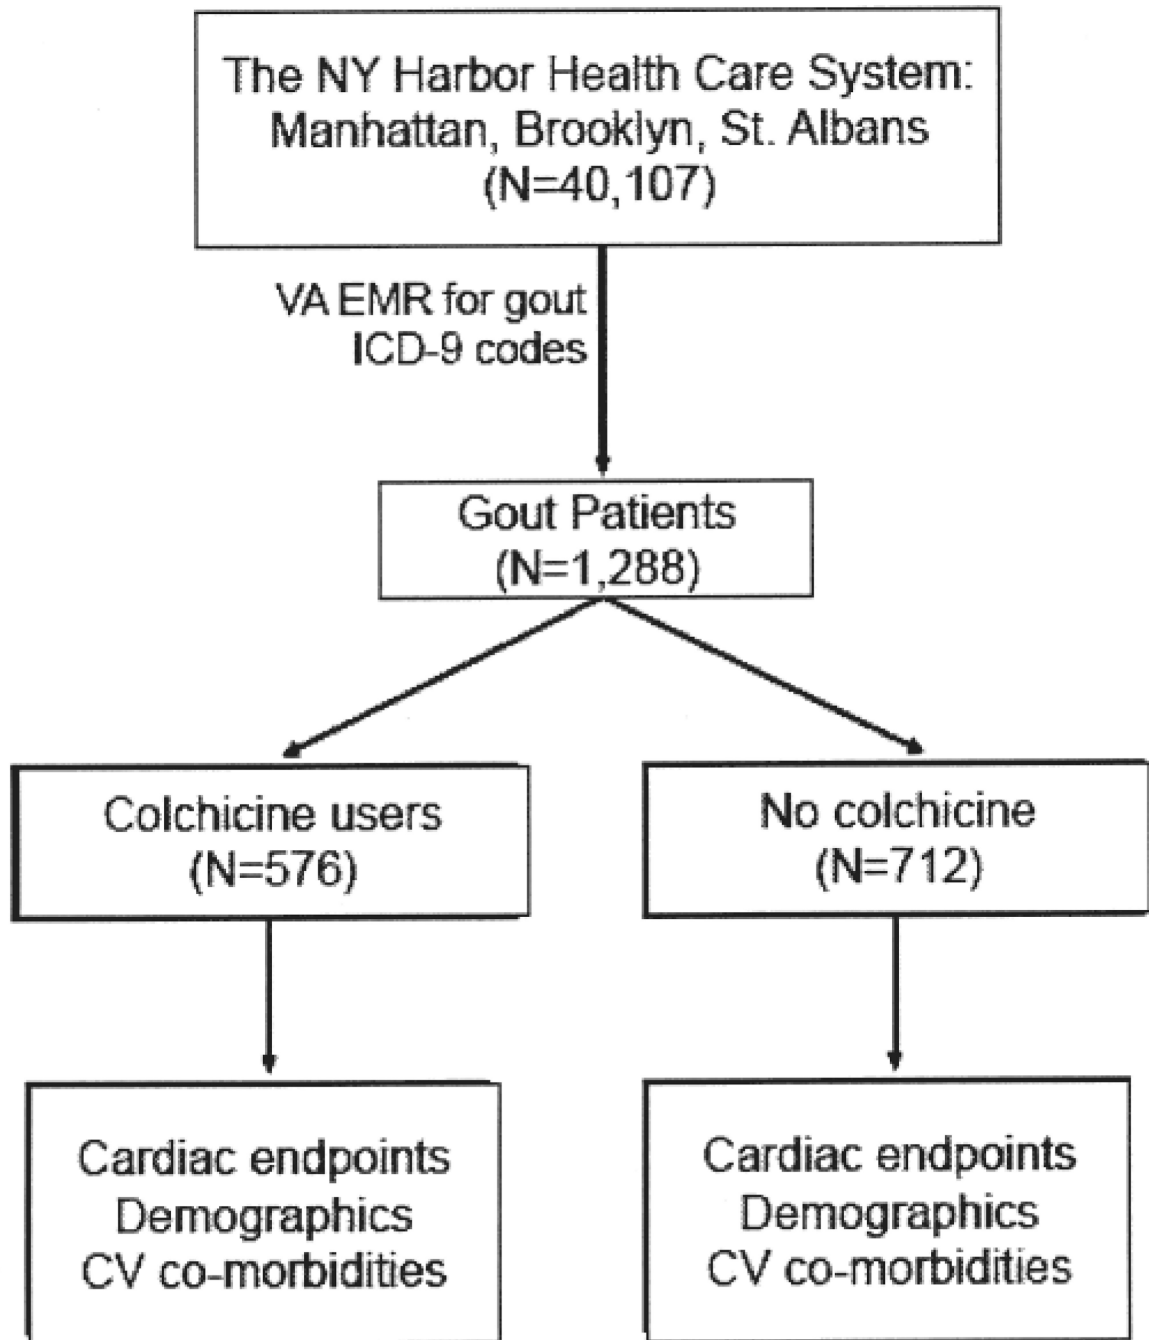 The NY Harbor Health Care System:
Manhattan, Brooklyn, St. Albans
(N=40,107)
VA EMR for gout
ICD-9 codes
Gout Patients
(N=1,288)
Colchicine users
(N=576)
No colchicine
(N=712)
Cardiac endpoints
Demographics
CV co-morbidities
Cardiac endpoints
Demographics
CV co-morbidities